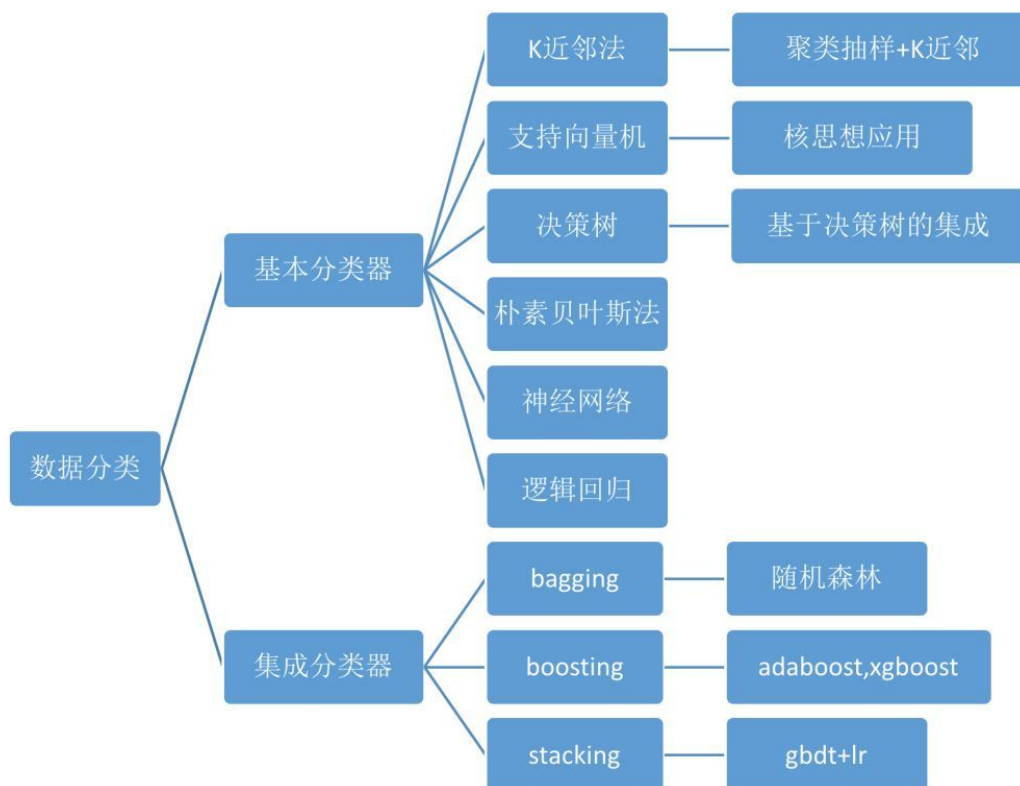 数据分类
基本分类器
K近邻法
聚类抽样+K近邻
支持向量机
核思想应用
决策树
基于决策树的集成
朴素贝叶斯法
神经网络
逻辑回归
集成分类器
bagging
随机森林
boosting
adaboost,xgboost
stacking
gbdt+lr